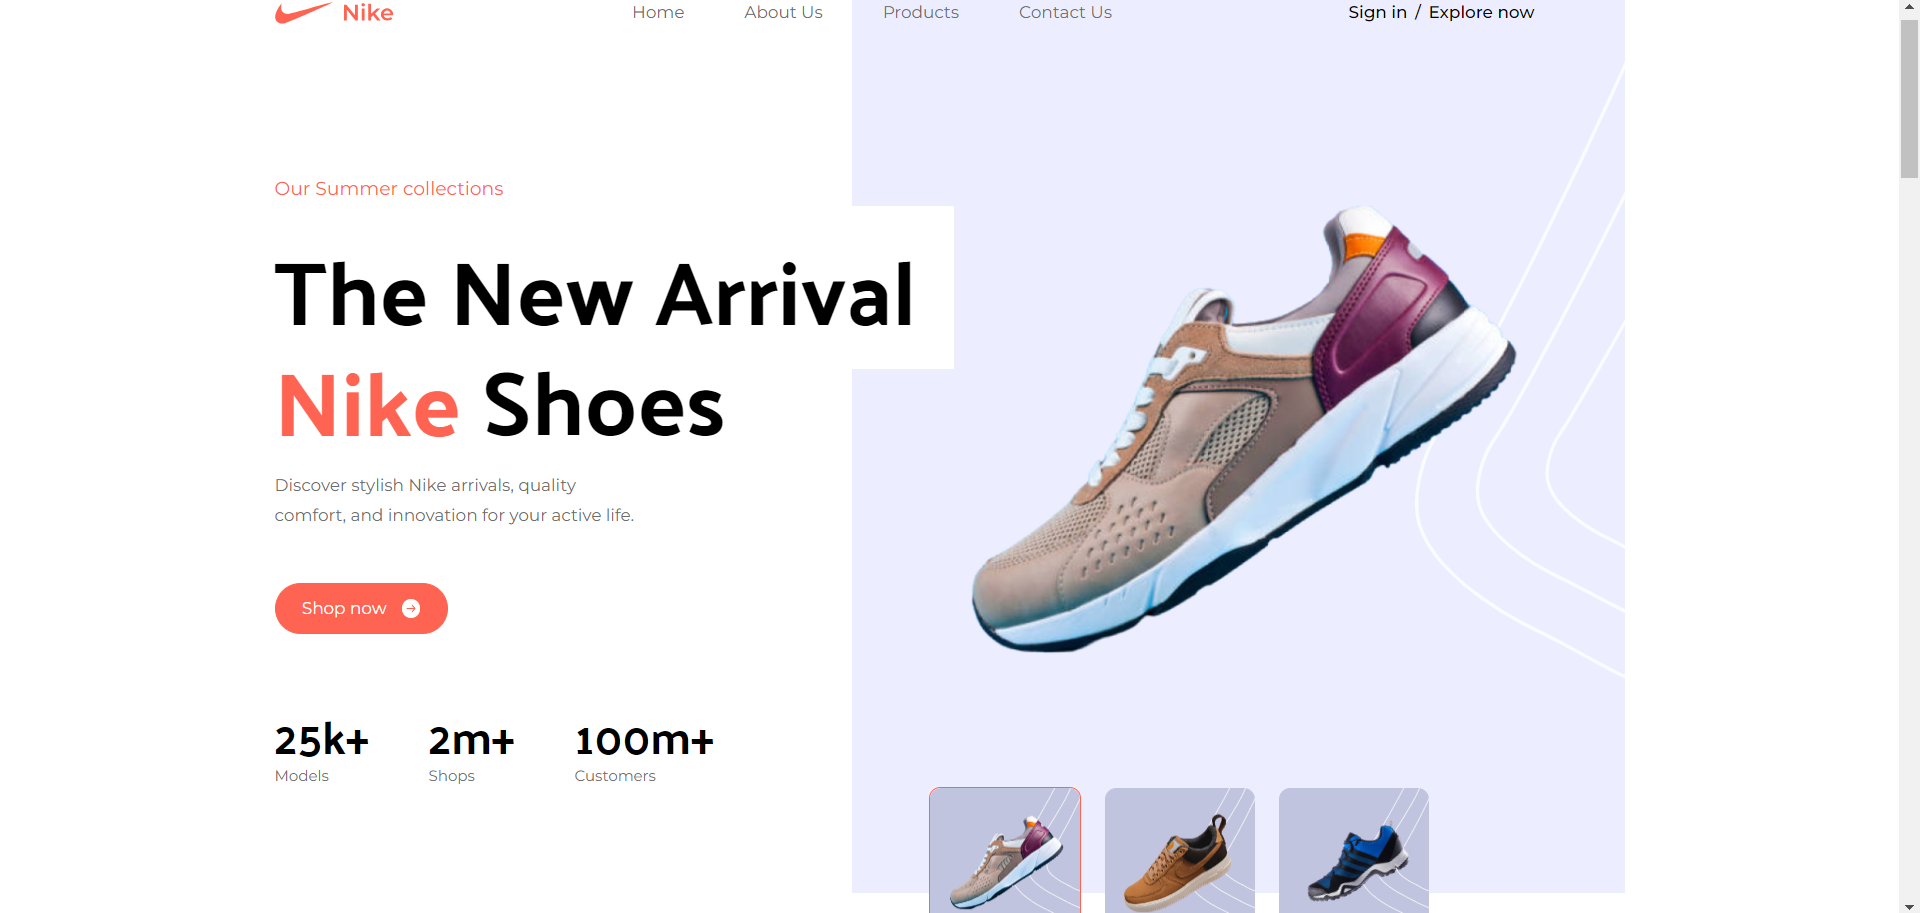 Nike
Home
About Us
Products
Contact Us
Sign in / Explore now
Our Summer collections
The New Arrival
Nike Shoes
Discover stylish Nike arrivals, quality
comfort, and innovation for your active life.
Shop now
25k+
Models
2m+
Shops
100m+
Customers